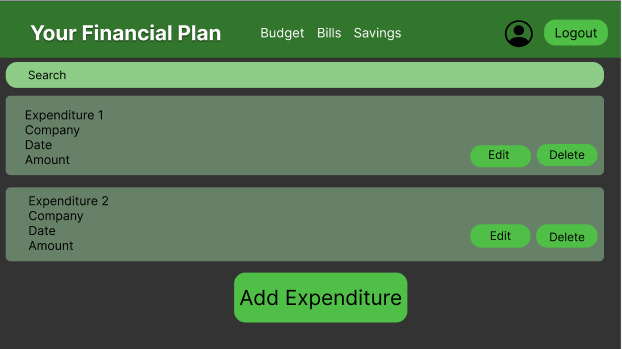 Your Financial Plan Budget Bills Savings Logout
Search
Expenditure 1
Company
Date
Amount
Edit Delete
Expenditure 2
Company
Date
Amount
Edit Delete
Add Expenditure